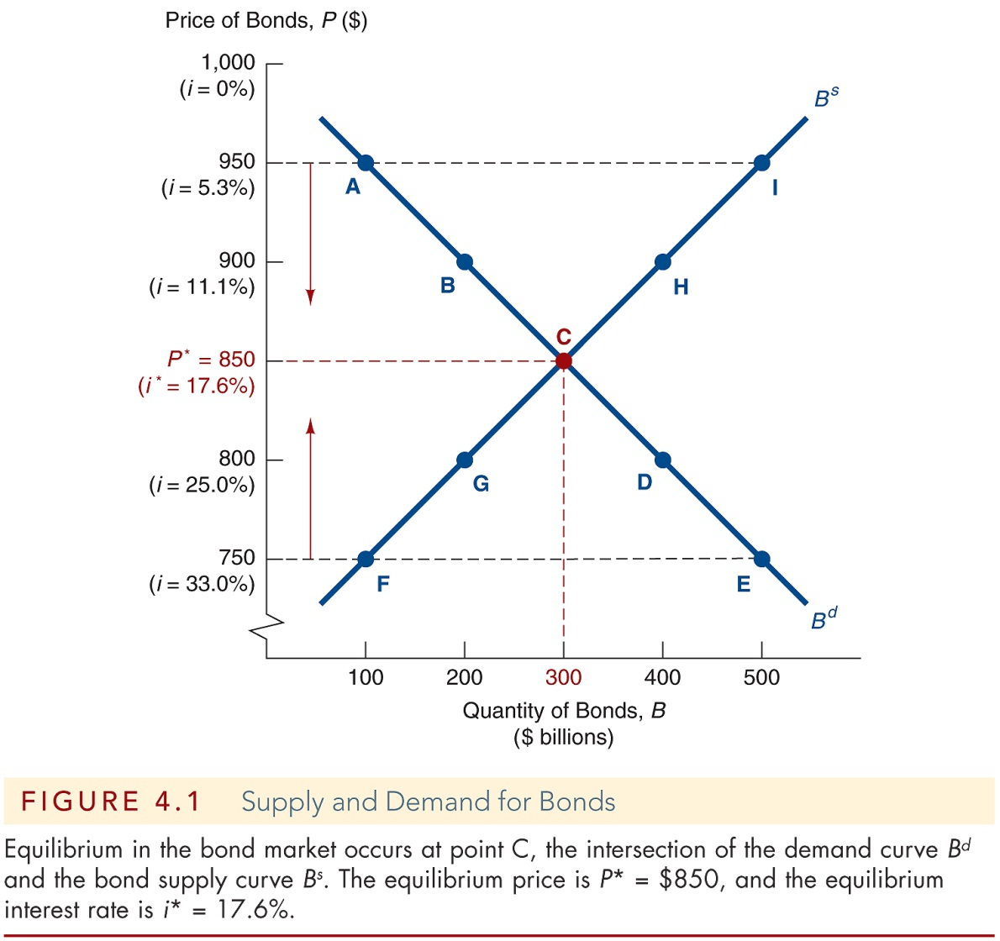 Price of Bonds, P ($)
1,000
(i = 0%)
B^s
950
(i = 5.3%)
A
I
900
(i = 11.1%)
B
H
C
P* = 850
(i* = 17.6%)
800
(i = 25.0%)
G
D
750
(i = 33.0%)
F
E
B^d
100 200 300 400 500
Quantity of Bonds, B
($ billions)
FIGURE 4.1 Supply and Demand for Bonds
Equilibrium in the bond market occurs at point C, the intersection of the demand curve B^d
and the bond supply curve B^s. The equilibrium price is P* = $850, and the equilibrium
interest rate is i* = 17.6%.